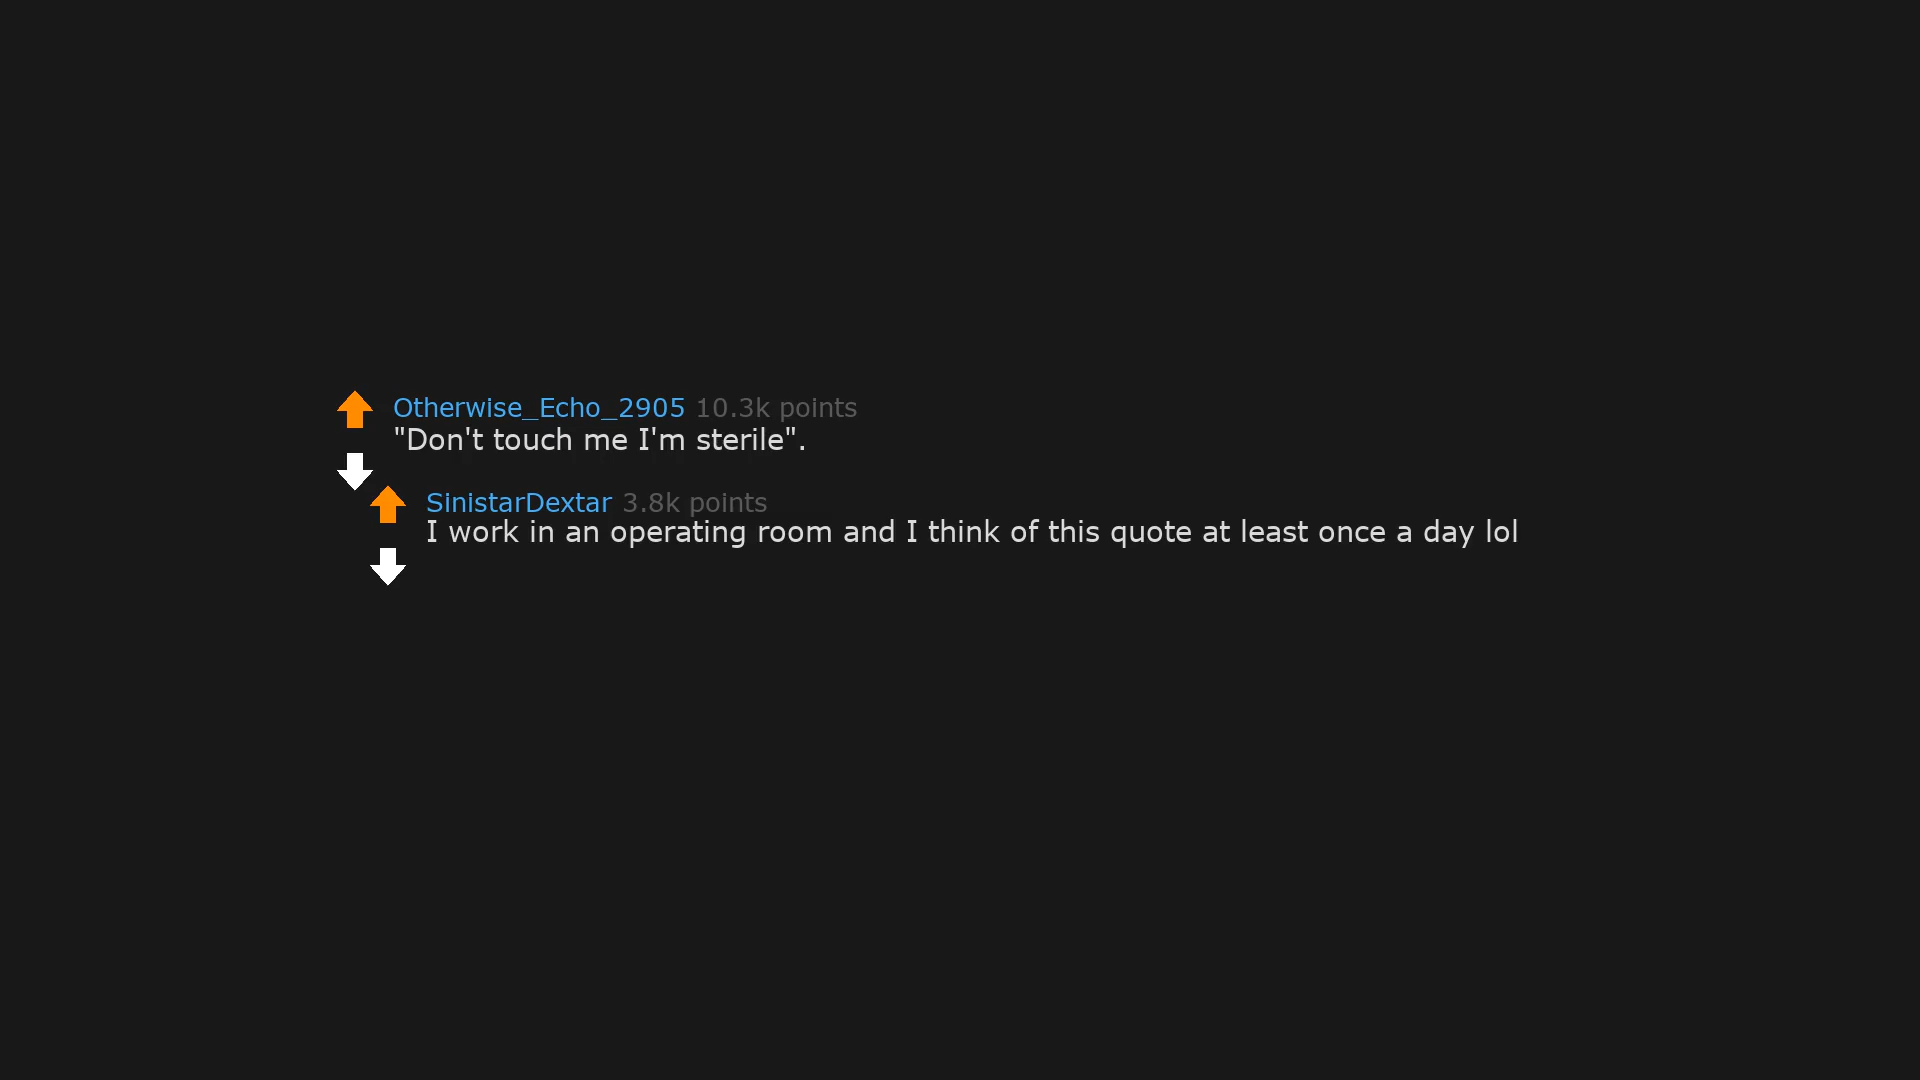 Otherwise_Echo_2905 10.3k points
"Don't touch me I'm sterile".
SinistarDextar 3.8k points
I work in an operating room and I think of this quote at least once a day lol